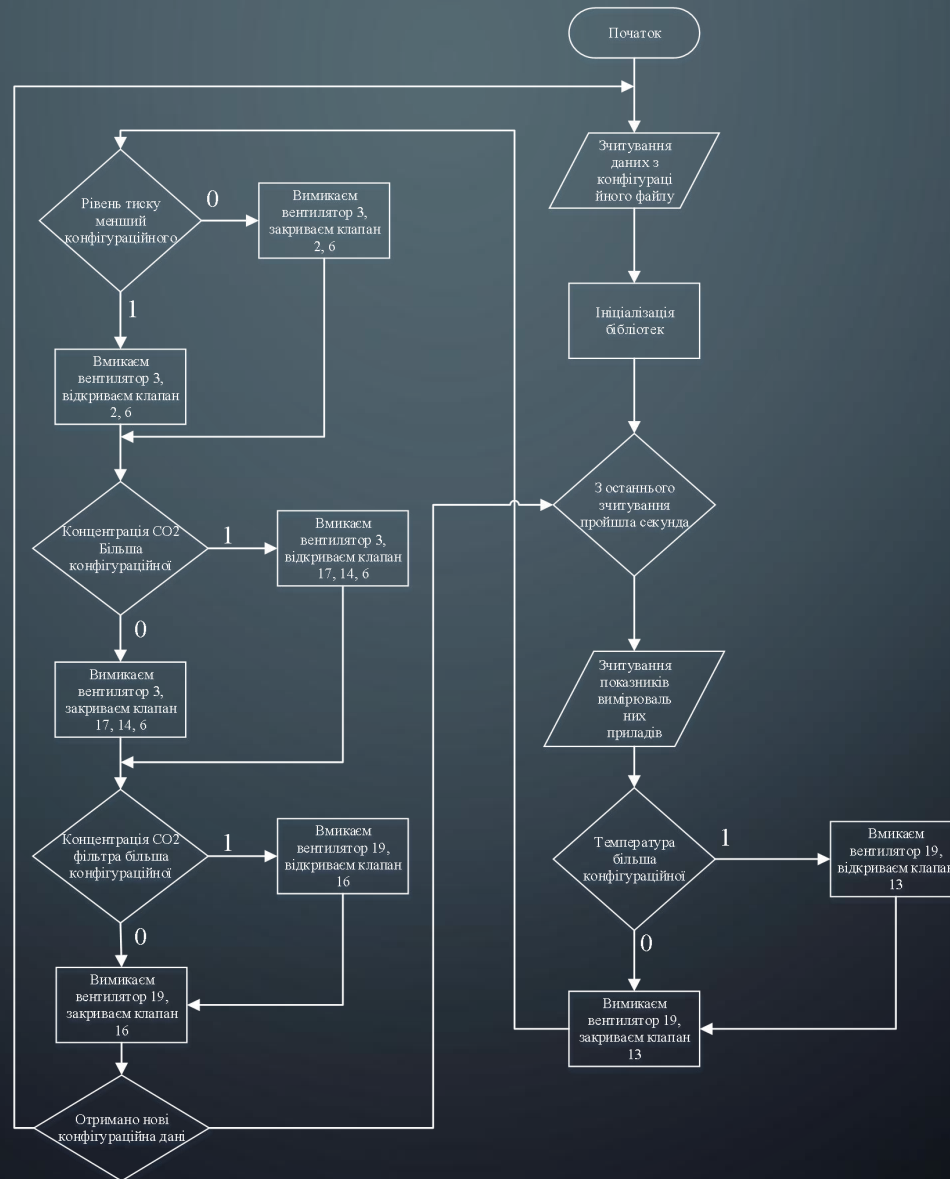 Початок
Зчитування
даних з
конфігураці
йного файлу
Ініціалізація
бібліотек
З останнього
зчитування
пройшла секунда
Зчитування
показників
вимірюваль
них
приладів
Температура
більша
конфігураційної
1
Вмикаєм
вентилятор 19,
відкриваєм клапан
13
0
Вимикаєм
вентилятор 19,
закриваєм клапан
13
Рівень тиску
менший
конфігураційного
0
Вимикаєм
вентилятор 3,
закриваєм клапан
2, 6
1
Вмикаєм
вентилятор 3,
відкриваєм клапан
2, 6
Концентрація СО2
Більша
конфігураційної
1
Вмикаєм
вентилятор 3,
відкриваєм клапан
17, 14, 6
0
Вимикаєм
вентилятор 3,
закриваєм клапан
17, 14, 6
Концентрація СО2
фільтра більша
конфігураційної
1
Вмикаєм
вентилятор 19,
відкриваєм клапан
16
0
Вимикаєм
вентилятор 19,
закриваєм клапан
16
Отримано нові
конфігураційна дані